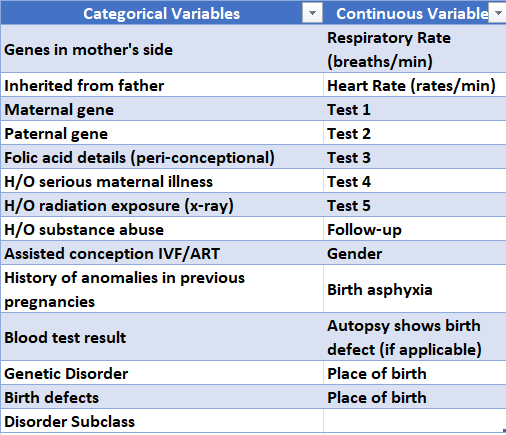 Categorical Variables Continuous Variable
Genes in mother's side Respiratory Rate
(breaths/min)
Inherited from father Heart Rate (rates/min)
Maternal gene Test 1
Paternal gene Test 2
Folic acid details (peri-conceptional) Test 3
H/O serious maternal illness Test 4
H/O radiation exposure (x-ray) Test 5
H/O substance abuse Follow-up
Assisted conception IVF/ART Gender
History of anomalies in previous
pregnancies Birth asphyxia
Blood test result Autopsy shows birth
defect (if applicable)
Genetic Disorder Place of birth
Birth defects Place of birth
Disorder Subclass